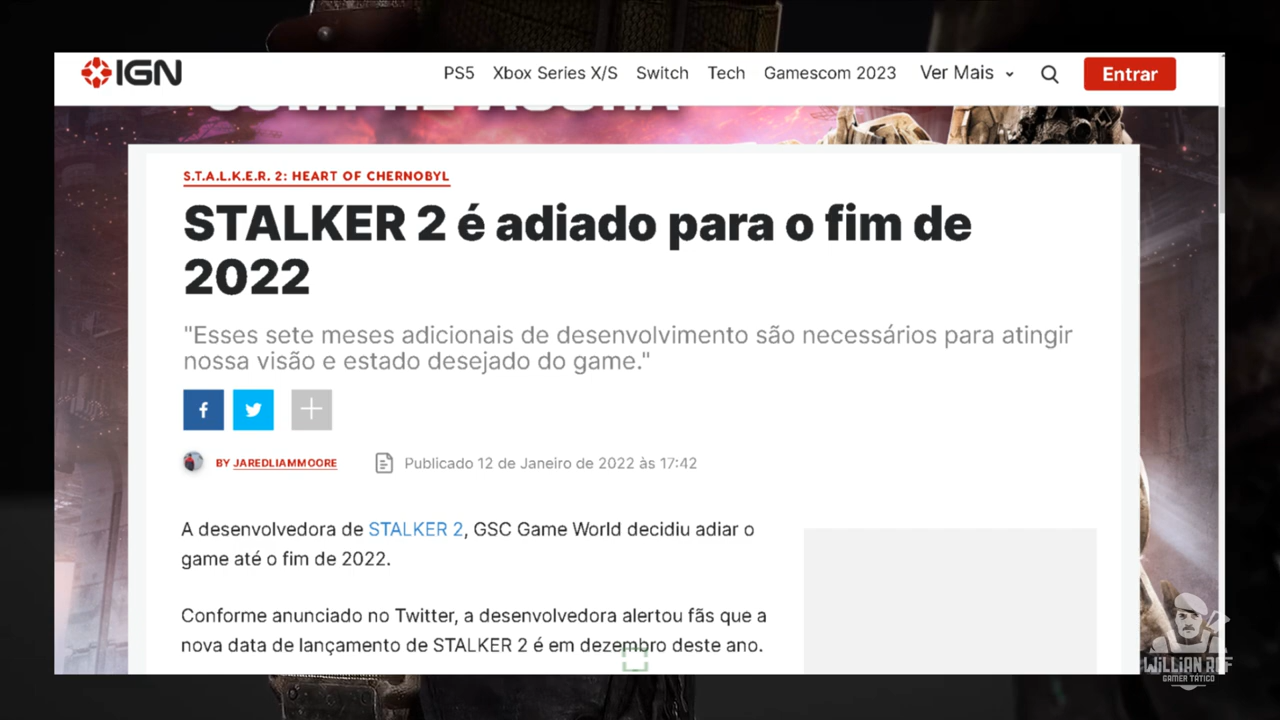 IGN
PS5 Xbox Series X/S Switch Tech Gamescom 2023 Ver Mais Entrar
S.T.A.L.K.E.R. 2: HEART OF CHERNOBYL
STALKER 2 é adiado para o fim de
2022
"Esses sete meses adicionais de desenvolvimento são necessários para atingir
nossa visão e estado desejado do game."
BY JAREDLIAMMOORE Publicado 12 de Janeiro de 2022 às 17:42
A desenvolvedora de STALKER 2, GSC Game World decidiu adiar o
game até o fim de 2022.
Conforme anunciado no Twitter, a desenvolvedora alertou fãs que a
nova data de lançamento de STALKER 2 é em dezembro deste ano.
WILLIAN
GAMER TÁTICO